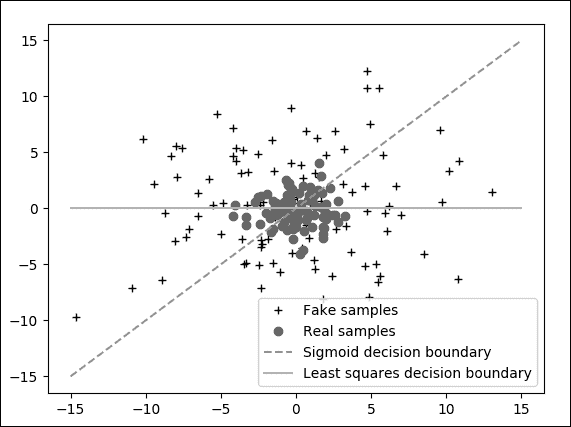 15
10
5
0
−5
−10
−15
−15 −10 −5 0 5 10 15
Fake samples
Real samples
Sigmoid decision boundary
Least squares decision boundary